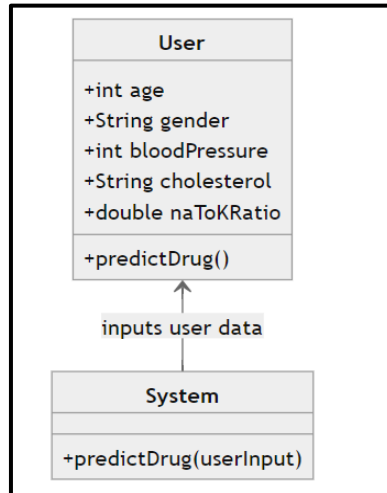 User
+int age
+String gender
+int bloodPressure
+String cholesterol
+double naToKRatio
+predictDrug()
inputs user data
System
+predictDrug(userInput)